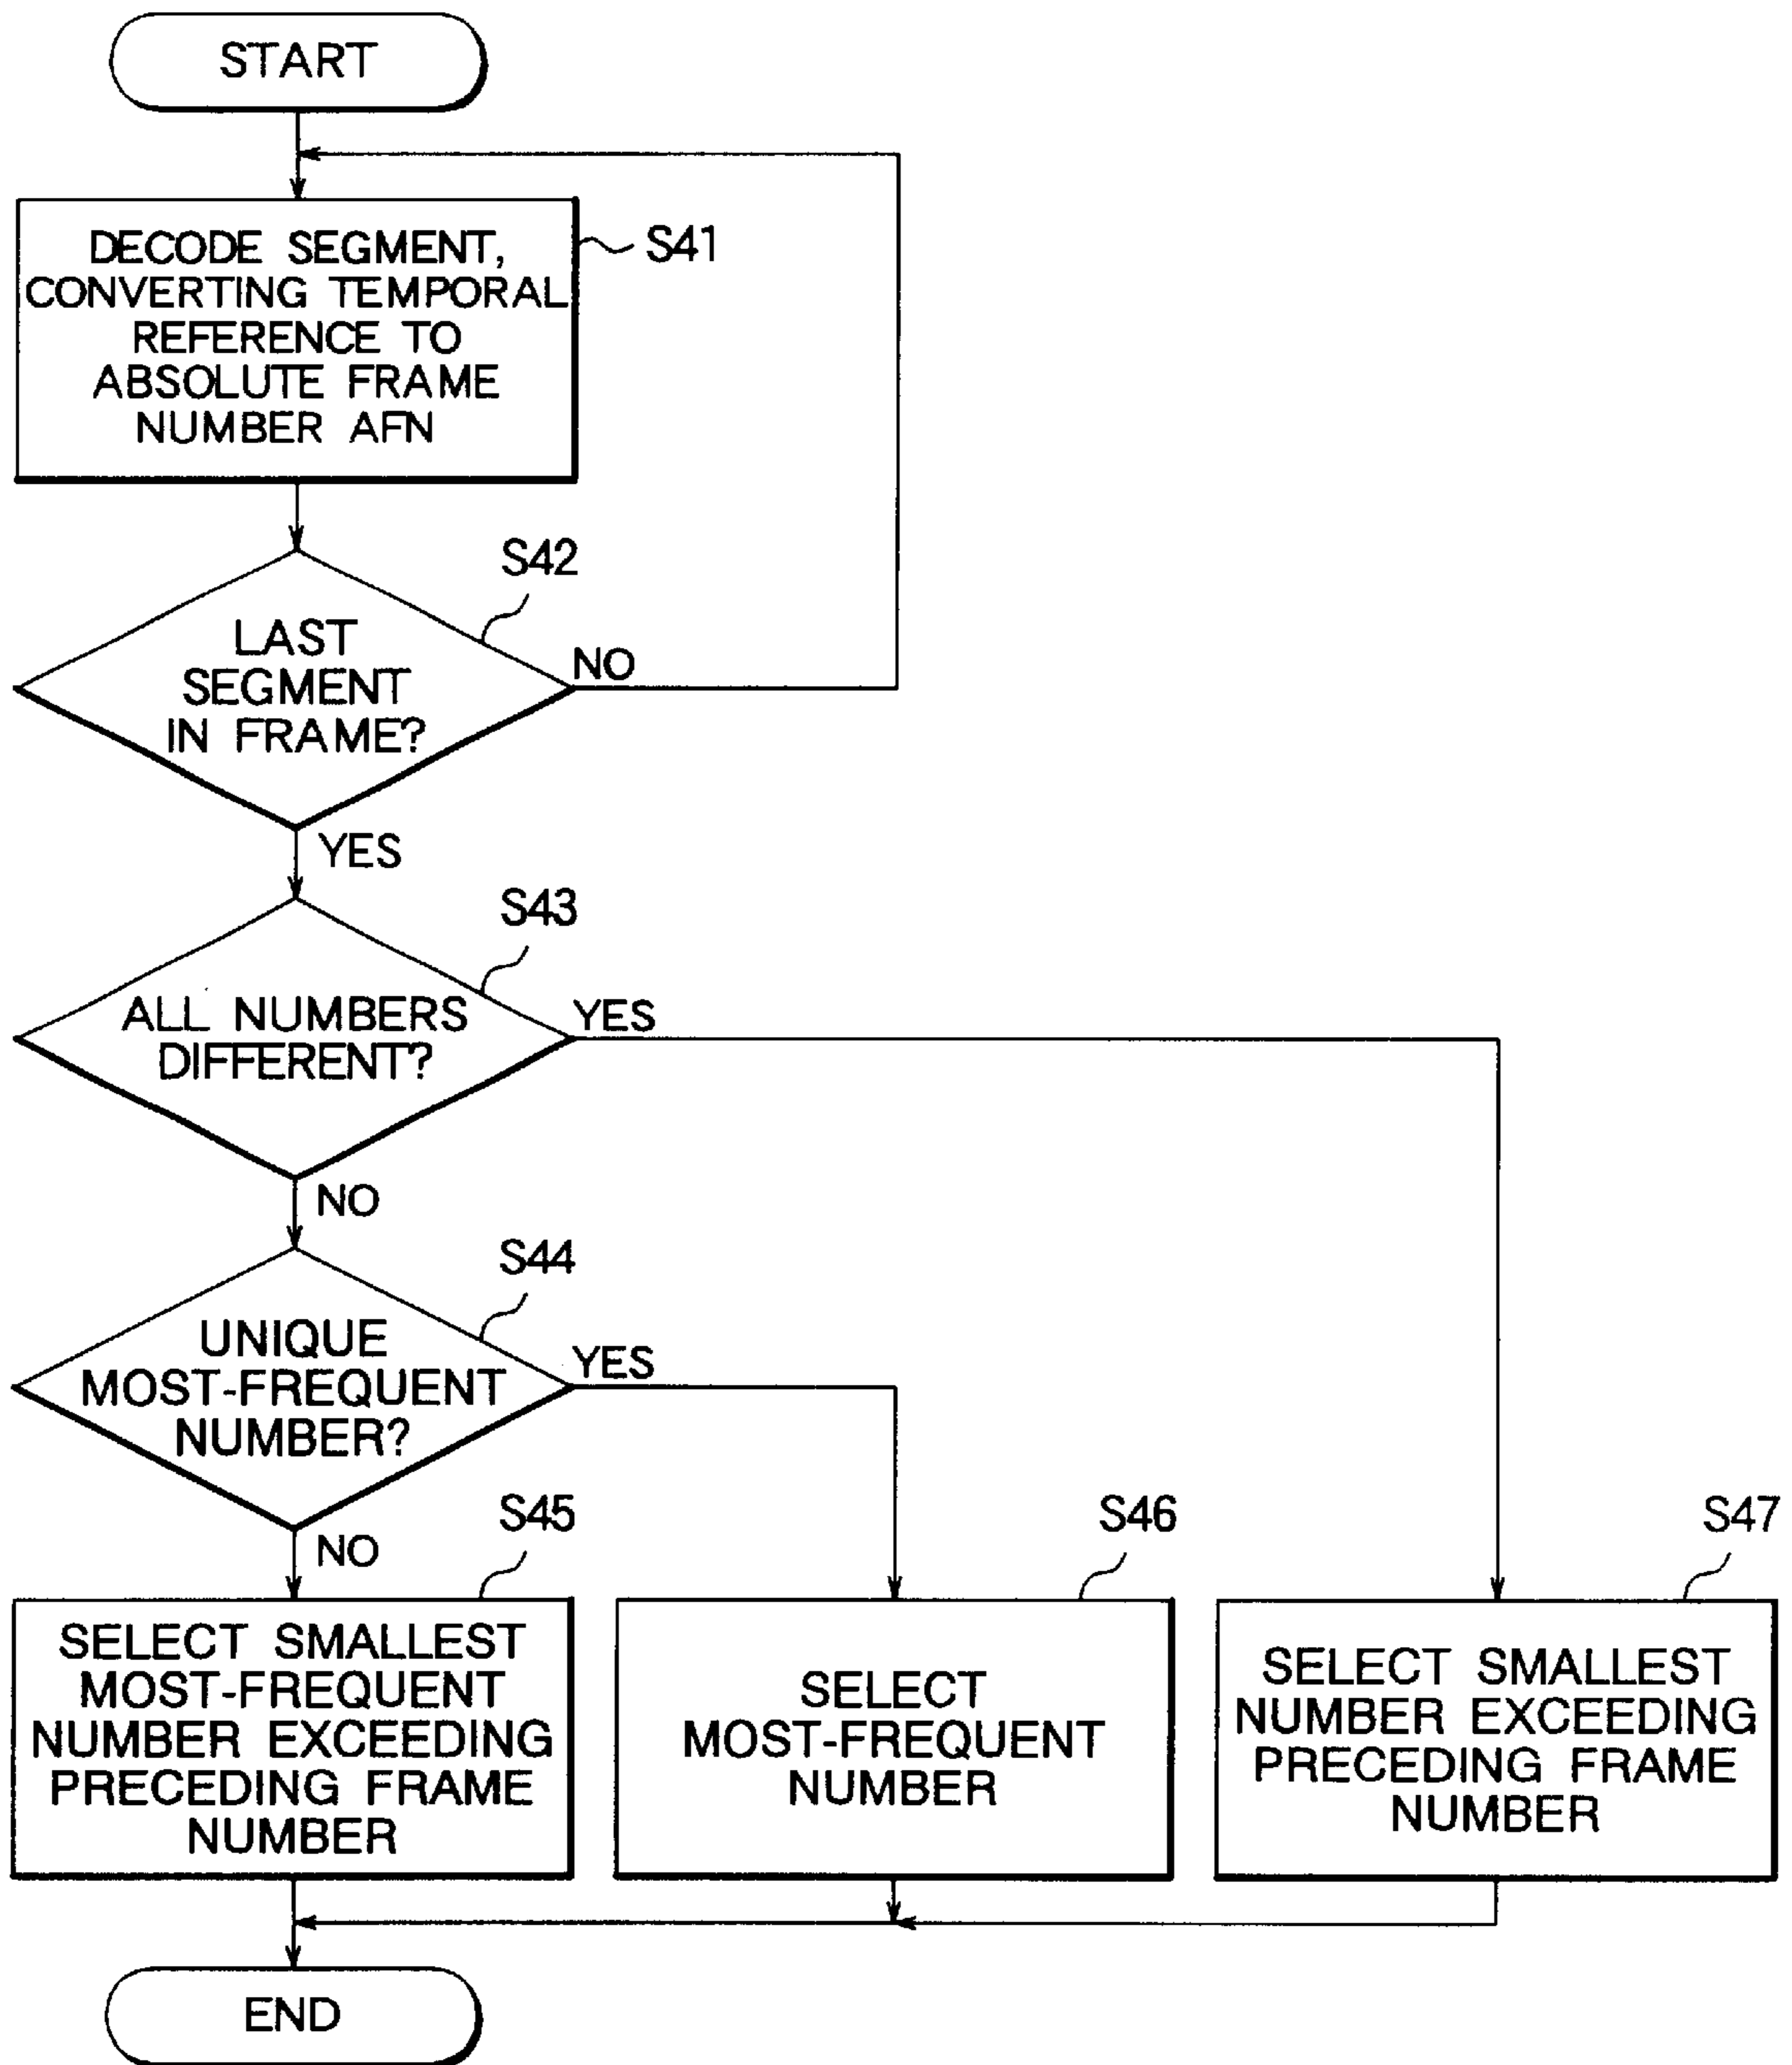 START
DECODE SEGMENT,
CONVERTING TEMPORAL
REFERENCE TO
ABSOLUTE FRAME
NUMBER AFN
S41
S42
LAST
SEGMENT
IN FRAME?
NO
YES
S43
ALL NUMBERS
DIFFERENT?
YES
NO
S44
UNIQUE
MOST-FREQUENT
NUMBER?
YES
NO
S45
SELECT SMALLEST
MOST-FREQUENT
NUMBER EXCEEDING
PRECEDING FRAME
NUMBER
S46
SELECT
MOST-FREQUENT
NUMBER
S47
SELECT SMALLEST
NUMBER EXCEEDING
PRECEDING FRAME
NUMBER
END